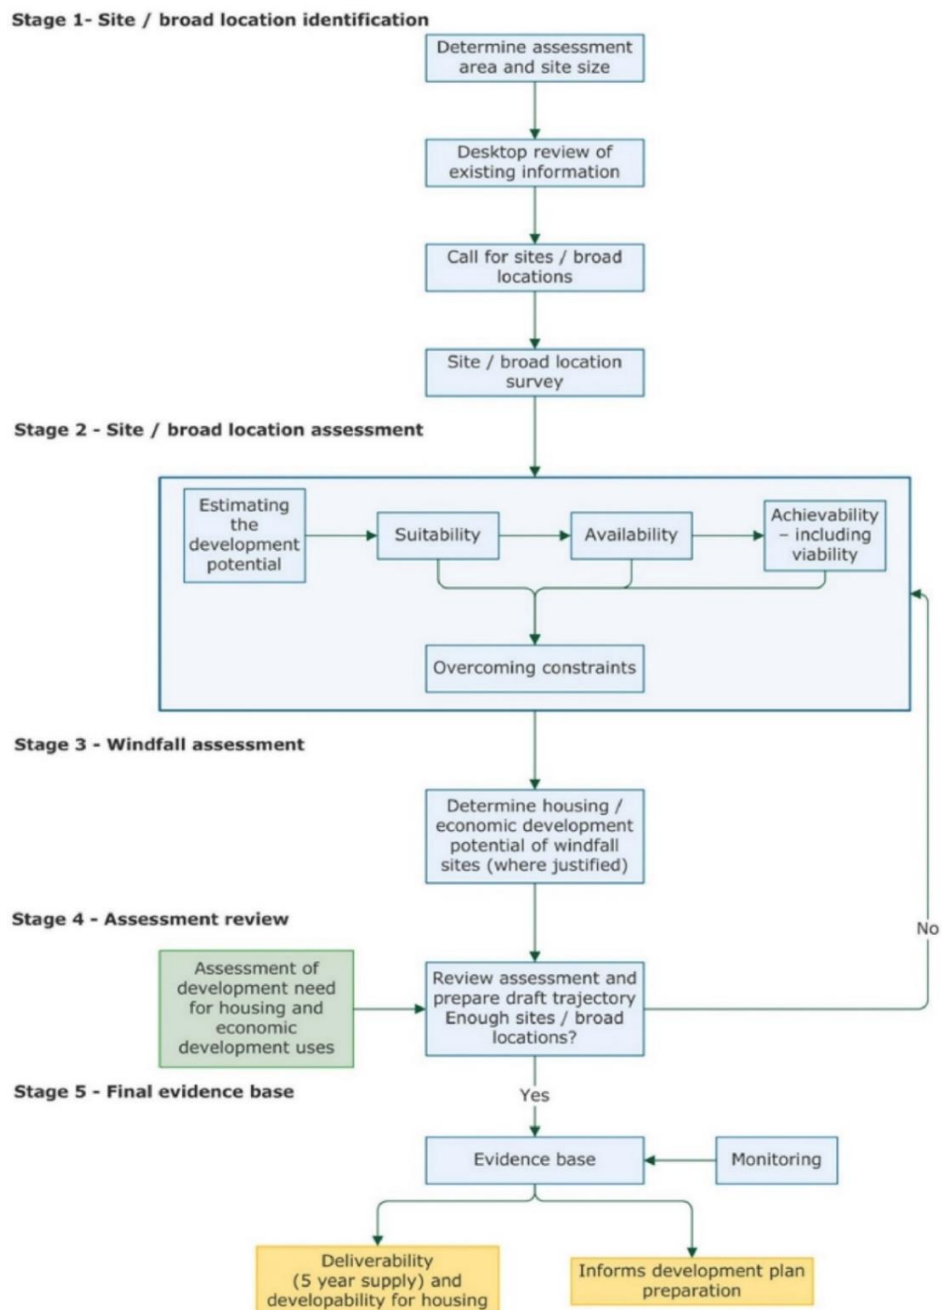 Stage 1- Site / broad location identification
Determine assessment
area and site size
Desktop review of
existing information
Call for sites / broad
locations
Site / broad location
survey
Stage 2 - Site / broad location assessment
Estimating
the
development
potential
Suitability
Availability
Achievability
– including
viability
Overcoming constraints
Stage 3 - Windfall assessment
Determine housing /
economic development
potential of windfall
sites (where justified)
Stage 4 - Assessment review
Assessment of
development need
for housing and
economic
development uses
Review assessment and
prepare draft trajectory
Enough sites / broad
locations?
No
Stage 5 - Final evidence base
Yes
Evidence base
Monitoring
Deliverability
(5 year supply) and
developability for housing
Informs development plan
preparation